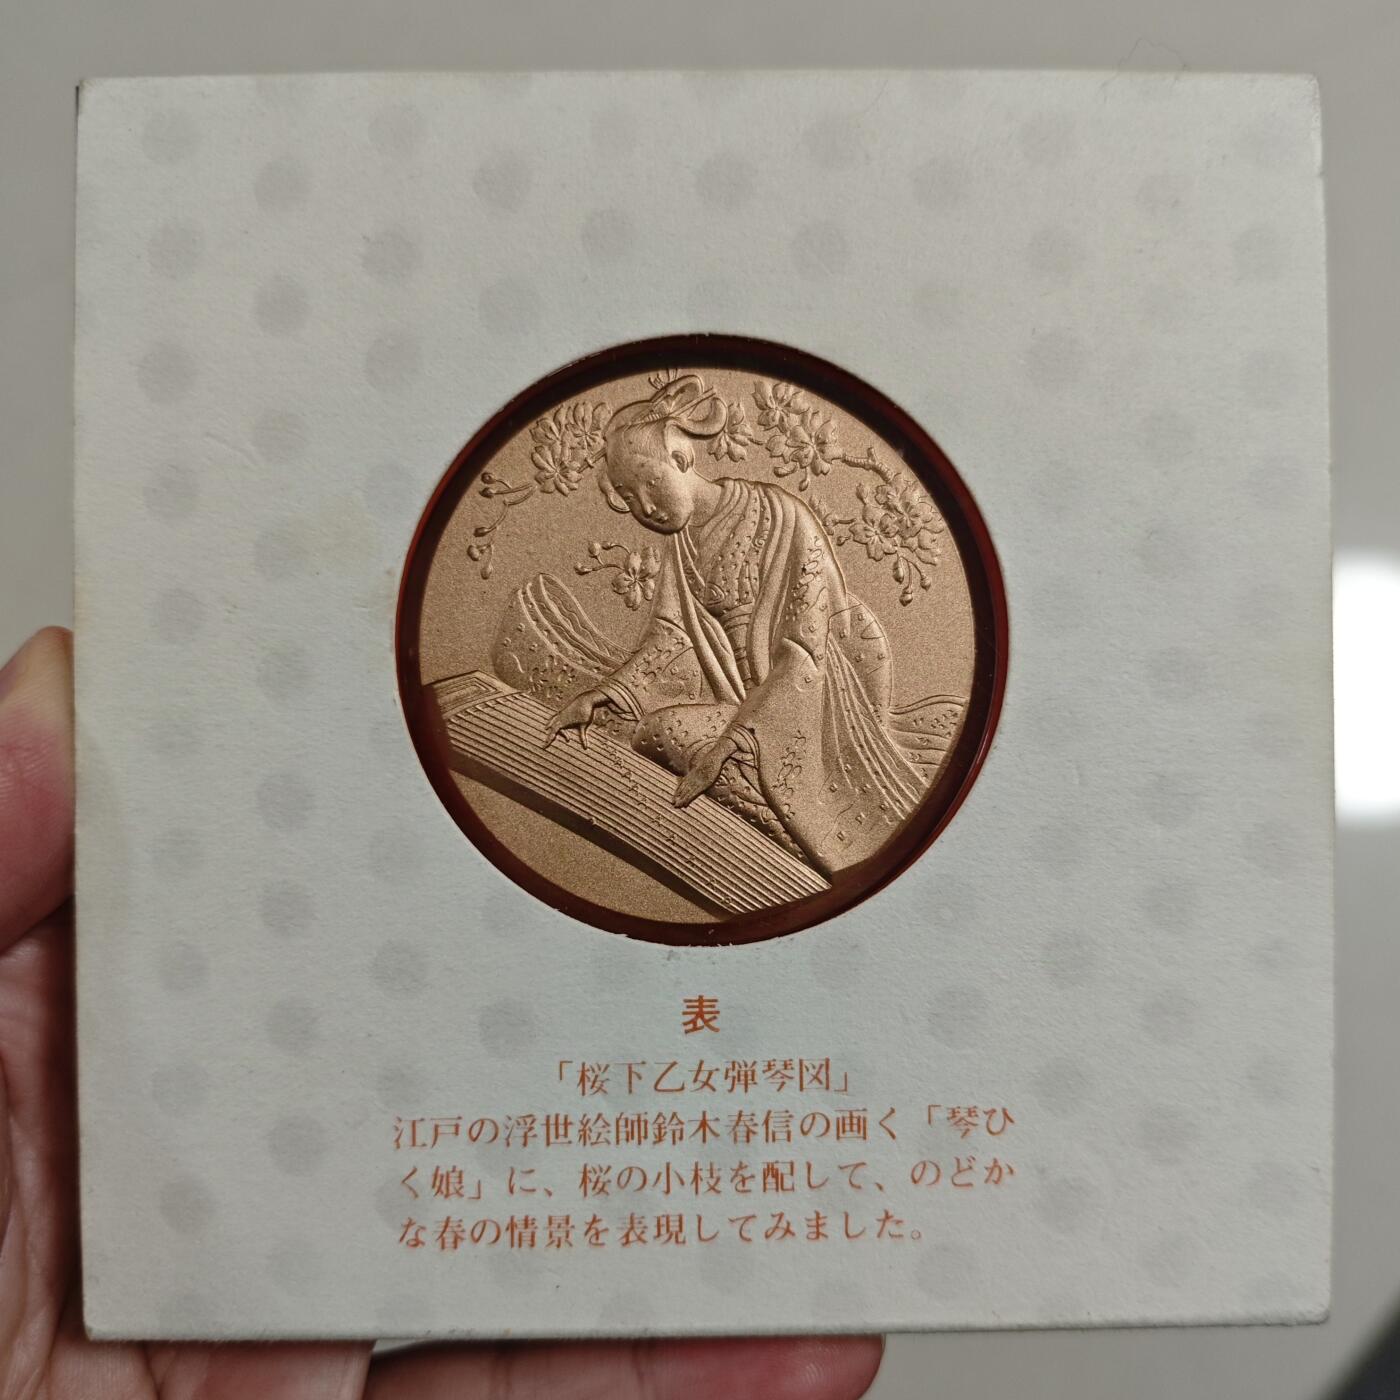 表
「桜下乙女弾琴図」
江戸の浮世絵師鈴木春信の画く「琴ひ
く娘」に、桜の小枝を配して、のどか
な春の情景を表現してみました。